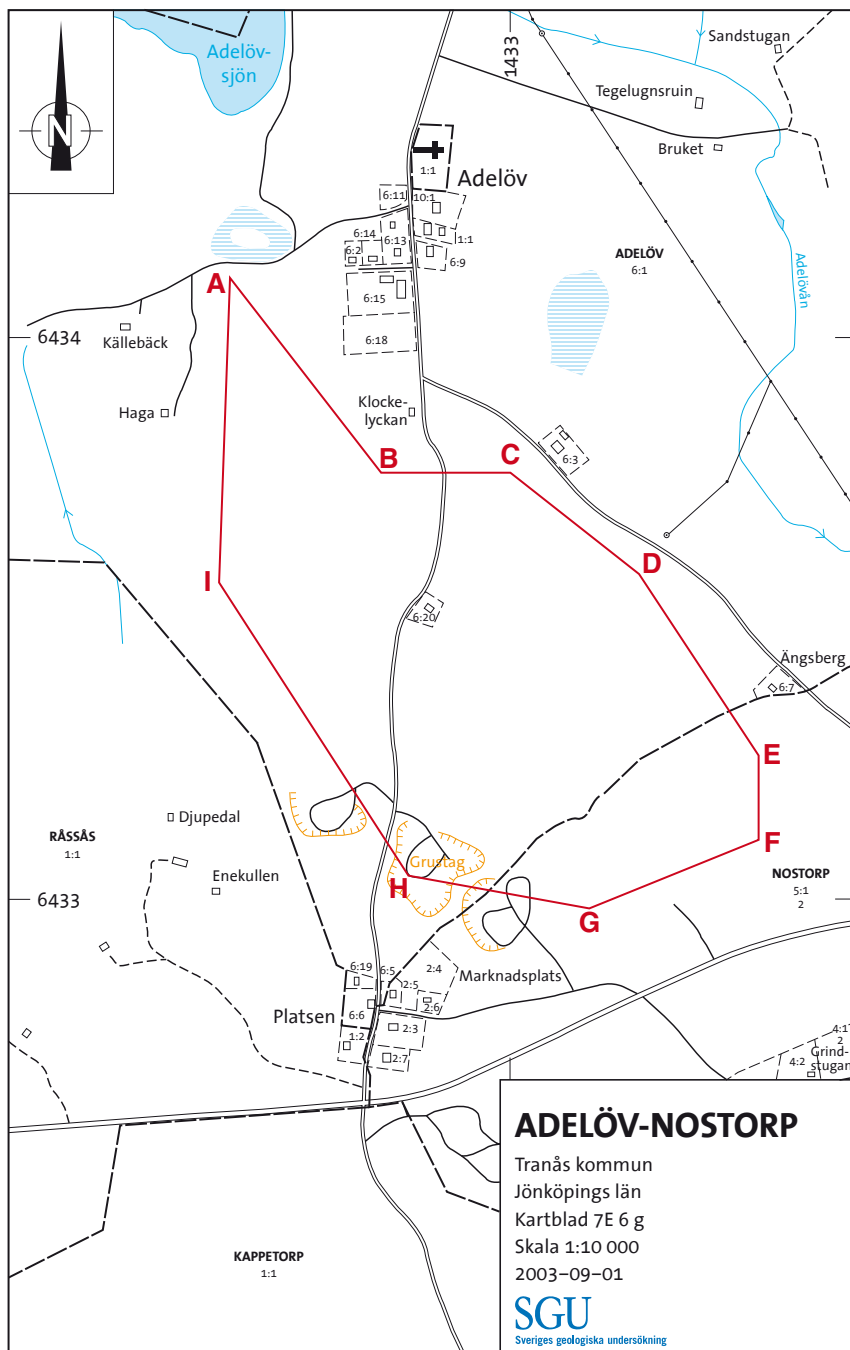 Adelöv-
sjön
1433
Sandstugan
Tegelugnsruin
Bruket
N
1:1
Adelöv
6:11
10:1
6:14
6:13
1:1
6:2
6:9
ADELÖV
6:1
Adelövån
A
6:15
6434
Källebäck
6:18
Haga
Klocke-
lyckan
B
C
6:3
D
I
6:20
Ängsberg
6:7
E
Djupedal
RÅSSÅS
1:1
F
Grustag
H
Enekullen
NOSTORP
5:1
2
6433
G
6:19
6:5
2:4
Marknadsplats
2:5
2:6
Platsen
6:6
1:2
2:3
2:7
4:17
2
4:2
Grind-
stugan
ADELÖV-NOSTORP
Tranås kommun
Jönköpings län
Kartblad 7E 6 g
Skala 1:10 000
2003–09–01
KAPPETORP
1:1
SGU
Sveriges geologiska undersökning